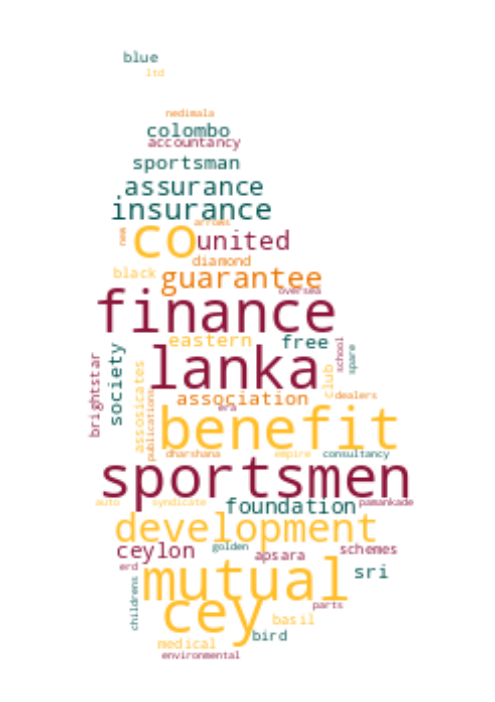 blue
ltd
nedimala
colombo
accountancy
sportsman
assurance
insurance
arrows
new
co
united
diamond
black
guarantee
oversea
finance
eastern
free
school
spare
society
brightstar
lanka
club
assosicates
publications
association
dealers
era
benefit
dharshana
empire
consultancy
sportsmen
auto
syndicate
foundation
pamankade
development
ceylon
golden
apsara
schemes
erd
childrens
mutual
sri
cey
parts
basil
bird
medical
environmental